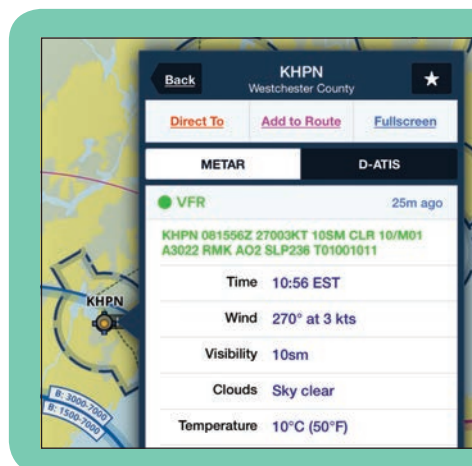 Back
KHPN
Westchester County
★
Direct To
Add to Route
Fullscreen
METAR
D-ATIS
VFR
25m ago
KHPN 081556Z 27003KT 10SM CLR 10/M01
A3022 RMK AO2 SLP236 T01001011
Time 10:56 EST
Wind 270° at 3 kts
Visibility 10sm
Clouds Sky clear
Temperature 10°C (50°F)
KHPN
B: 3000-7000
B: 1500-7000